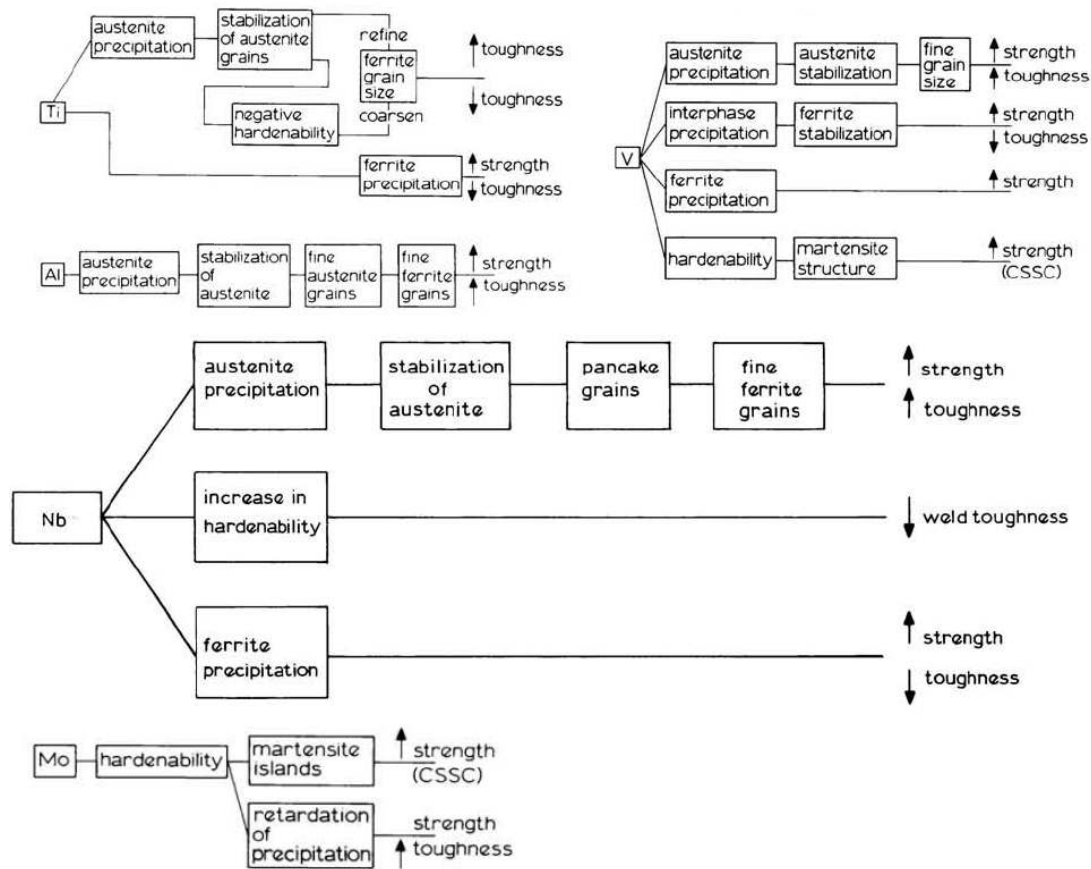 Ti
austenite
precipitation
stabilization
of austenite
grains
negative
hardenability
refine
ferrite
grain
size
coarsen
toughness
toughness
ferrite
precipitation
strength
toughness
V
austenite
precipitation
austenite
stabilization
fine
grain
size
strength
toughness
interphase
precipitation
ferrite
stabilization
strength
toughness
ferrite
precipitation
strength
hardenability
martensite
structure
strength
(CSSC)
Al
austenite
precipitation
stabilization
of
austenite
fine
austenite
grains
fine
ferrite
grains
strength
toughness
Nb
austenite
precipitation
stabilization
of
austenite
pancake
grains
fine
ferrite
grains
strength
toughness
increase in
hardenability
weld toughness
ferrite
precipitation
strength
toughness
Mo
hardenability
martensite
islands
strength
(CSSC)
retardation
of
precipitation
strength
toughness